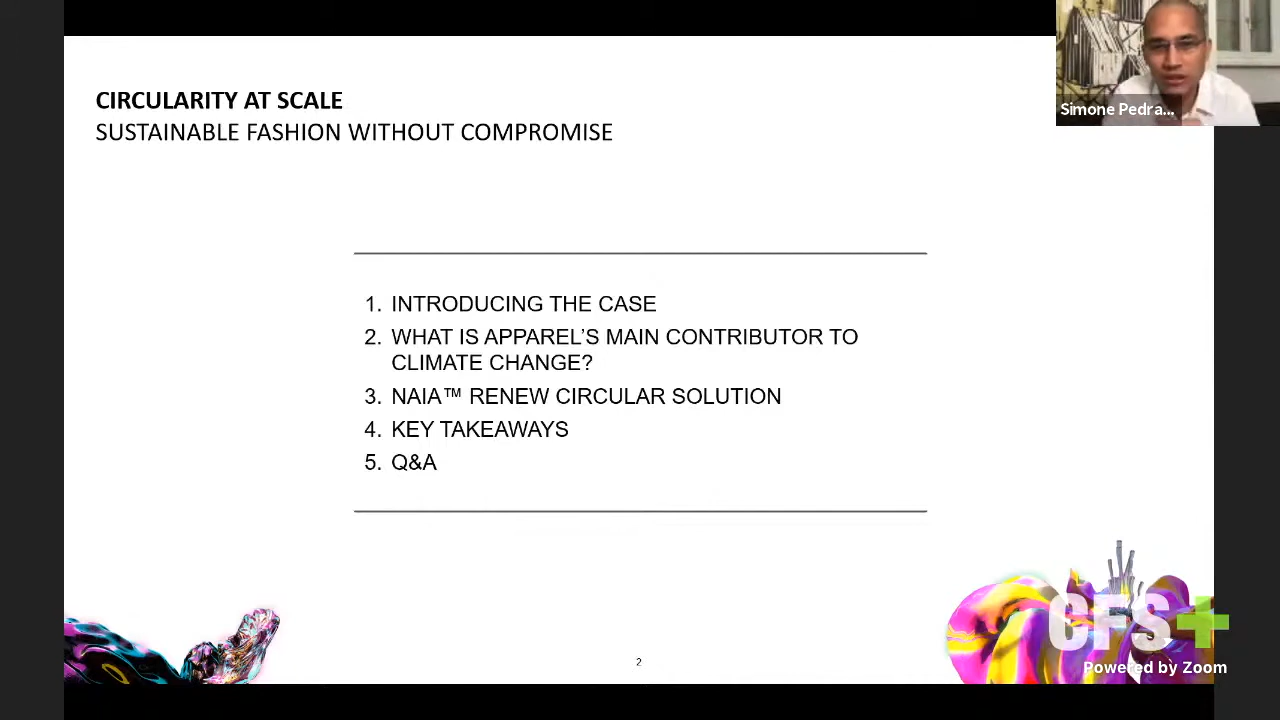 CIRCULARITY AT SCALE
SUSTAINABLE FASHION WITHOUT COMPROMISE
Simone Pedra...
1. INTRODUCING THE CASE
2. WHAT IS APPAREL’S MAIN CONTRIBUTOR TO
CLIMATE CHANGE?
3. NAIA™ RENEW CIRCULAR SOLUTION
4. KEY TAKEAWAYS
5. Q&A
CFS+
Powered by Zoom
2